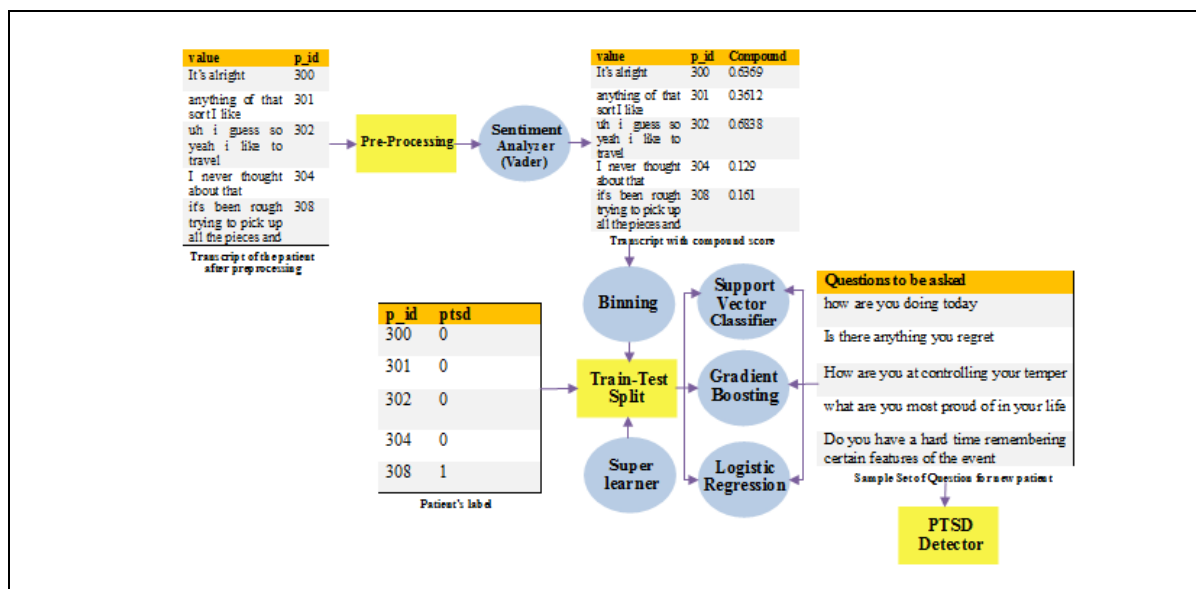 value p_id
It's alright 300
anything of that 301
sort I like
uh i guess so 302
yeah i like to
travel
I never thought 304
about that
it's been rough 308
trying to pick up
all the pieces and
Transcript of the patient
after preprocessing
Pre-Processing
Sentiment
Analyzer
(Vader)
value p_id Compound
It's alright 300 0.6369
anything of that 301 0.3612
sort I like
uh i guess so 302 0.6838
yeah i like to
travel
I never thought 304 0.129
about that
it's been rough 308 0.161
trying to pick up
all the pieces and
Transcript with compound score
Binning
p_id ptsd
300 0
301 0
302 0
304 0
308 1
Patient's label
Train-Test
Split
Super
learner
Support
Vector
Classifier
Gradient
Boosting
Logistic
Regression
Questions to be asked
how are you doing today
Is there anything you regret
How are you at controlling your temper
what are you most proud of in your life
Do you have a hard time remembering
certain features of the event
Sample Set of Question for new patient
PTSD
Detector